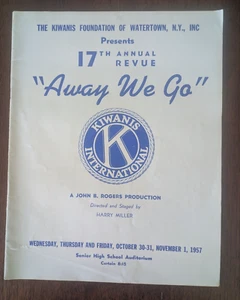 THE KIWANIS FOUNDATION OF WATERTOWN, N.Y., INC
Presents
17TH ANNUAL
REVUE
"Away We Go"
KIWANIS
K
INTERNATIONAL
A JOHN B. ROGERS PRODUCTION
Directed and Staged by
HARRY MILLER
WEDNESDAY, THURSDAY AND FRIDAY, OCTOBER 30-31, NOVEMBER 1, 1957
Senior High School Auditorium
Curtain 8:15